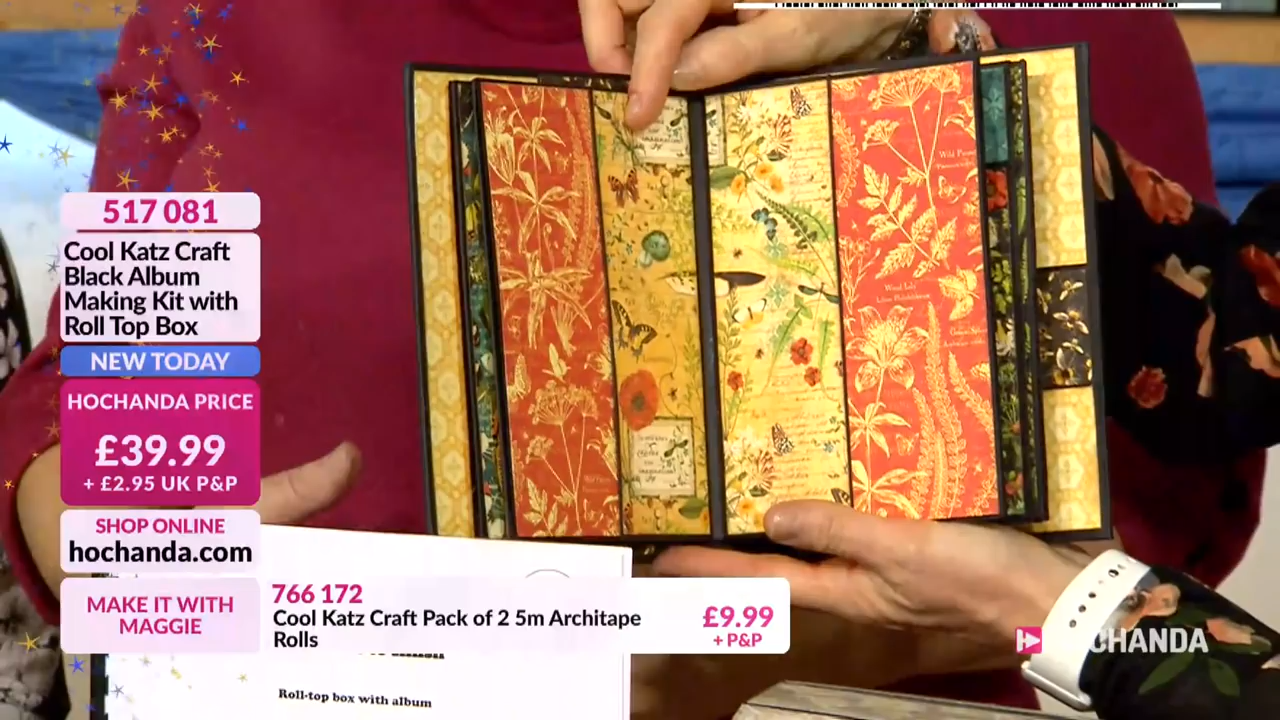 517 081
Cool Katz Craft
Black Album
Making Kit with
Roll Top Box
NEW TODAY
HOCHANDA PRICE
£39.99
+ £2.95 UK P&P
SHOP ONLINE
hochanda.com
MAKE IT WITH
MAGGIE
766 172
Cool Katz Craft Pack of 2 5m Architape
Rolls
£9.99
+ P&P
HOCHANDA
Roll-top box with album